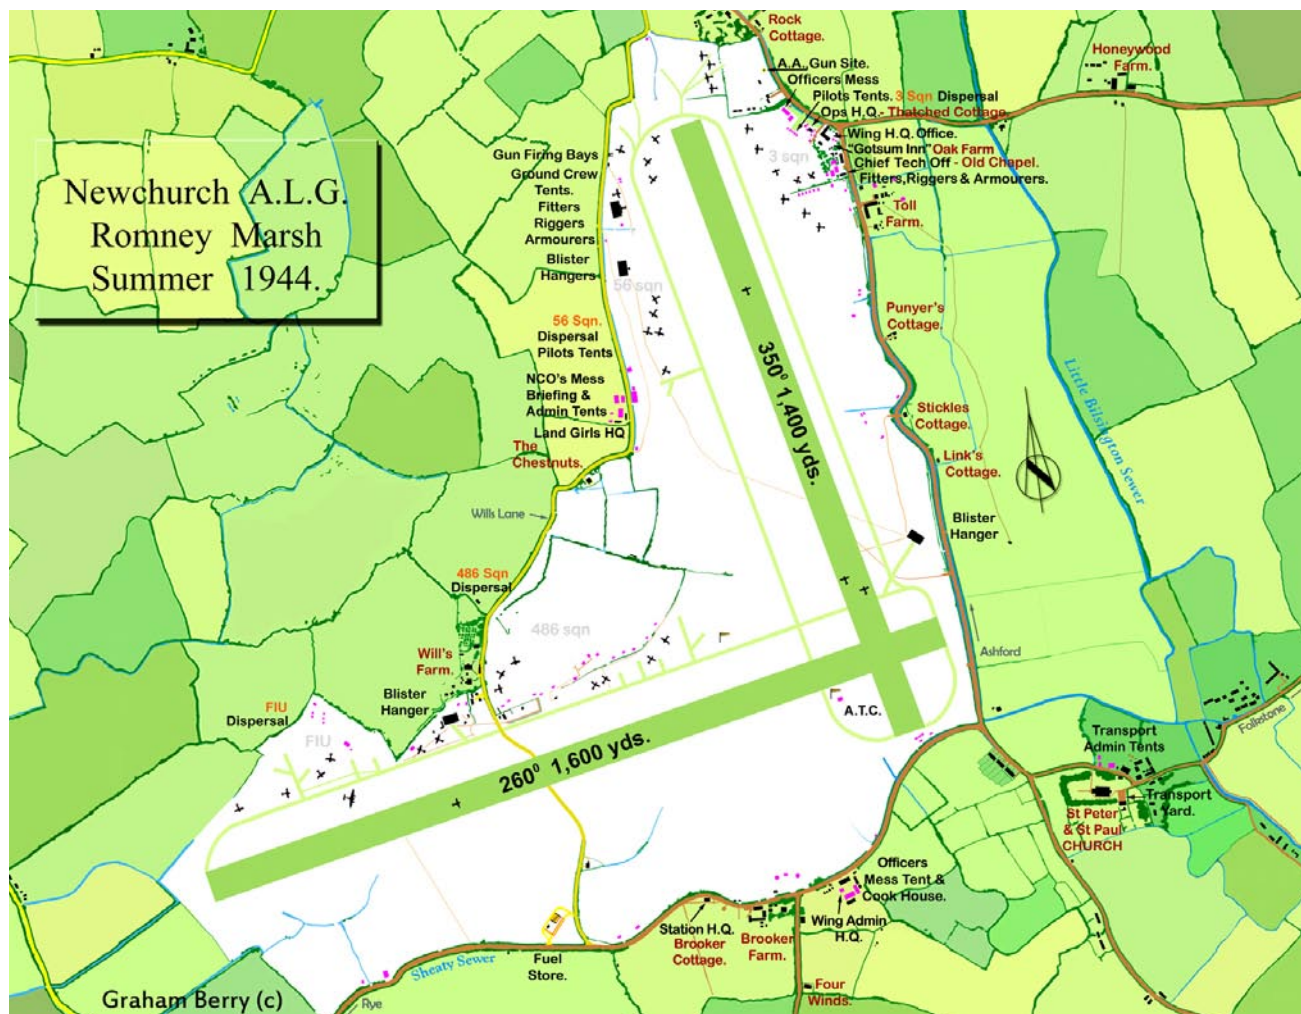 Rock
Cottage.
Honeywood
Farm.
A.A. Gun Site.
Officers Mess
Pilots Tents. 3 Sqn Dispersal
Ops H.Q.- Thatched Cottage.
Wing H.Q. Office.
"Gotsum Inn" Oak Farm
Chief Tech Off - Old Chapel.
Fitters,Riggers & Armourers.
3 sqn
Toll
Farm.
Newchurch A.L.G.
Romney Marsh
Summer 1944.
Gun Firing Bays
Ground Crew
Tents.
Fitters
Riggers
Armourers
Blister
Hangers
56 sqn
56 Sqn.
Dispersal
Pilots Tents
NCO's Mess
Briefing &
Admin Tents
Land Girls HQ
The
Chestnuts.
Wills Lane
350⁰ 1,400 yds.
Punyer's
Cottage.
Stickles
Cottage.
Link's
Cottage.
Little Bilsington Sewer
Blister
Hanger
486 Sqn
Dispersal
486 sqn
Will's
Farm.
Blister
Hanger
FIU
Dispersal
FIU
260⁰ 1,600 yds.
A.T.C.
Ashford
Folkstone
Transport
Admin Tents
Transport
Yard.
St Peter
& St Paul
CHURCH
Officers
Mess Tent &
Cook House.
Wing Admin
H.Q.
Station H.Q.
Brooker
Cottage.
Brooker
Farm.
Four
Winds.
Fuel
Store.
Sheaty Sewer
Rye
Graham Berry (c)